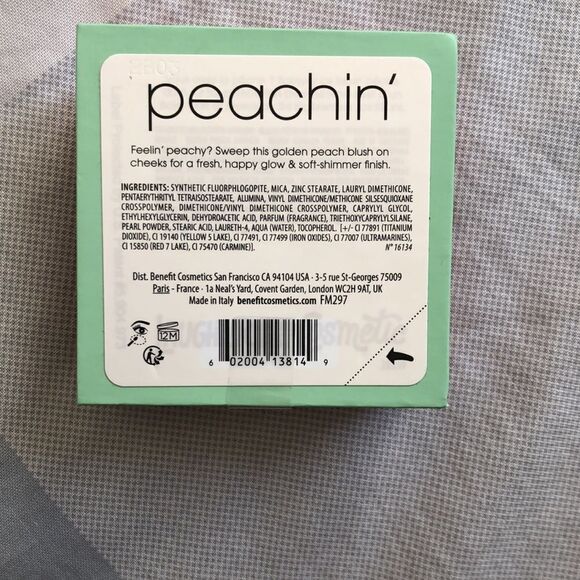 peachin'
Feelin' peachy? Sweep this golden peach blush on
cheeks for a fresh, happy glow & soft-shimmer finish.
INGREDIENTS: SYNTHETIC FLUORPHLOGOPITE, MICA, ZINC STEARATE, LAURYL DIMETHICONE,
PENTAERYTHRITYL TETRAISOSTEARATE, ALUMINA, VINYL DIMETHICONE/METHICONE SILSESQUIOXANE
CROSSPOLYMER, DIMETHICONE/VINYL DIMETHICONE CROSSPOLYMER, CAPRYLYL GLYCOL,
ETHYLHEXYLGLYCERIN, DEHYDROACETIC ACID, PARFUM (FRAGRANCE), TRIETHOXYCAPRYLYLSILANE,
PEARL POWDER, STEARIC ACID, LAURETH-4, AQUA (WATER), TOCOPHEROL. [+/- CI 77891 (TITANIUM
DIOXIDE), CI 19140 (YELLOW 5 LAKE), CI 77491, CI 77499 (IRON OXIDES), CI 77007 (ULTRAMARINES),
CI 15850 (RED 7 LAKE), CI 75470 (CARMINE)]. N° 16134
Dist. Benefit Cosmetics San Francisco CA 94104 USA · 3-5 rue St-Georges 75009
Paris - France · 1a Neal's Yard, Covent Garden, London WC2H 9AT, UK
Made in Italy benefitcosmetics.com FM297
12M
6 02004 13814 9